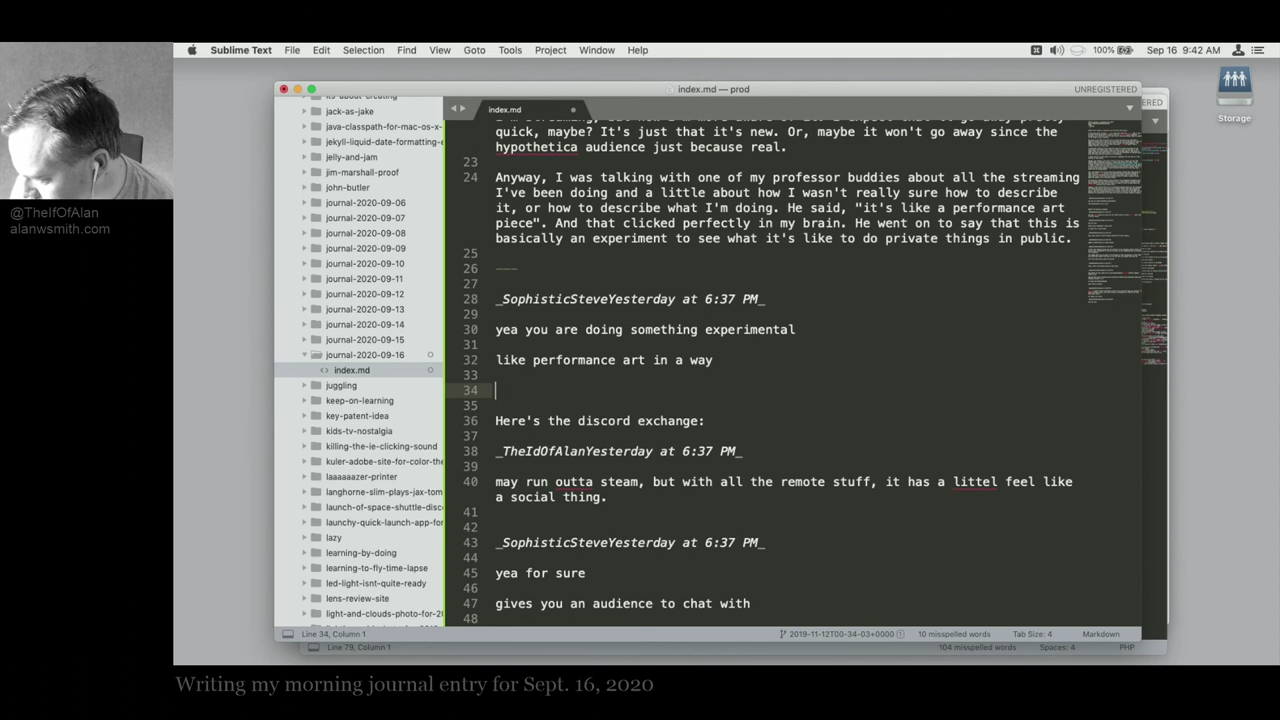 Sublime Text File Edit Selection Find View Goto Tools Project Window Help 100% Sep 16 9:42 AM
index.md — prod UNREGISTERED
index.md
jack-as-jake
java-classpath-for-mac-os-x-
jekyll-liquid-date-formatting-e
jelly-and-jam
jim-marshall-proof
john-butler
journal-2020-09-06
journal-2020-09-07
journal-2020-09-08
journal-2020-09-09
journal-2020-09-10
journal-2020-09-11
journal-2020-09-12
journal-2020-09-13
journal-2020-09-14
journal-2020-09-15
journal-2020-09-16
index.md
juggling
keep-on-learning
key-patent-idea
kids-tv-nostalgia
killing-the-ie-clicking-sound
kuler-adobe-site-for-color-the
laaaaaazer-printer
langhorne-slim-plays-jax-tom
launch-of-space-shuttle-disc
launchy-quick-launch-app-for
lazy
learning-by-doing
learning-to-fly-time-lapse
led-light-isnt-quite-ready
lens-review-site
light-and-clouds-photo-for-2
quick, maybe? It's just that it's new. Or, maybe it won't go away since the
hypothetica audience just because real.
23
24 Anyway, I was talking with one of my professor buddies about all the streaming
I've been doing and a little about how I wasn't really sure how to describe
it, or how to describe what I'm doing. He said, "it's like a performance art
piece". And that clicked perfectly in my brain. He went on to say that this is
basically an experiment to see what it's like to do private things in public.
25
26 ---
27
28 _SophisticSteveYesterday at 6:37 PM_
29
30 yea you are doing something experimental
31
32 like performance art in a way
33
34
35
36 Here's the discord exchange:
37
38 _TheIdOfAlanYesterday at 6:37 PM_
39
40 may run outta steam, but with all the remote stuff, it has a littel feel like
a social thing.
41
42
43 _SophisticSteveYesterday at 6:37 PM_
44
45 yea for sure
46
47 gives you an audience to chat with
48
Line 34, Column 1 2019-11-12T00-34-03+0000 1 10 misspelled words Tab Size: 4 Markdown
Line 79, Column 1 104 misspelled words Spaces: 4 PHP
ERED
Storage
@TheIfOfAlan
alanwsmith.com
Writing my morning journal entry for Sept. 16, 2020